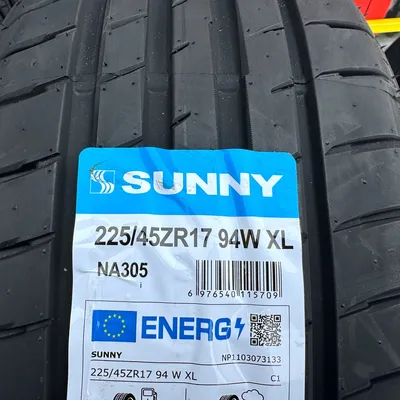 SUNNY
225/45ZR17 94W XL
NA305
6 976540 115709
ENERG
SUNNY
NP1103073133
225/45ZR17 94 W XL
C1